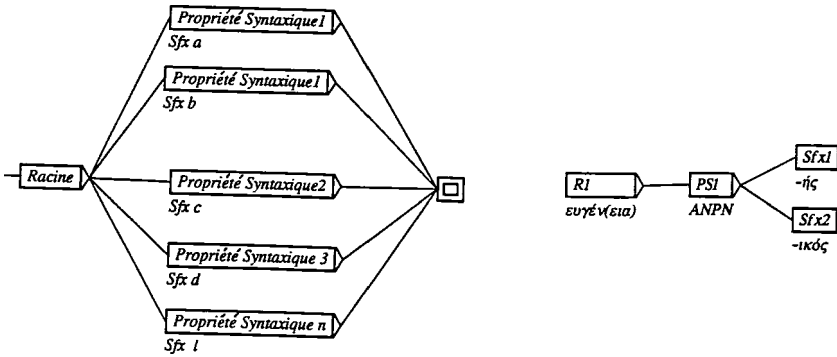 Propriété Syntaxique1
Sfx a
Propriété Syntaxique1
Sfx b
Racine
Propriété Syntaxique2
Sfx c
Propriété Syntaxique 3
Sfx d
Propriété Syntaxique n
Sfx l
R1
ευγέν(εια)
PS1
ANPN
Sfx1
-ής
Sfx2
-ικός